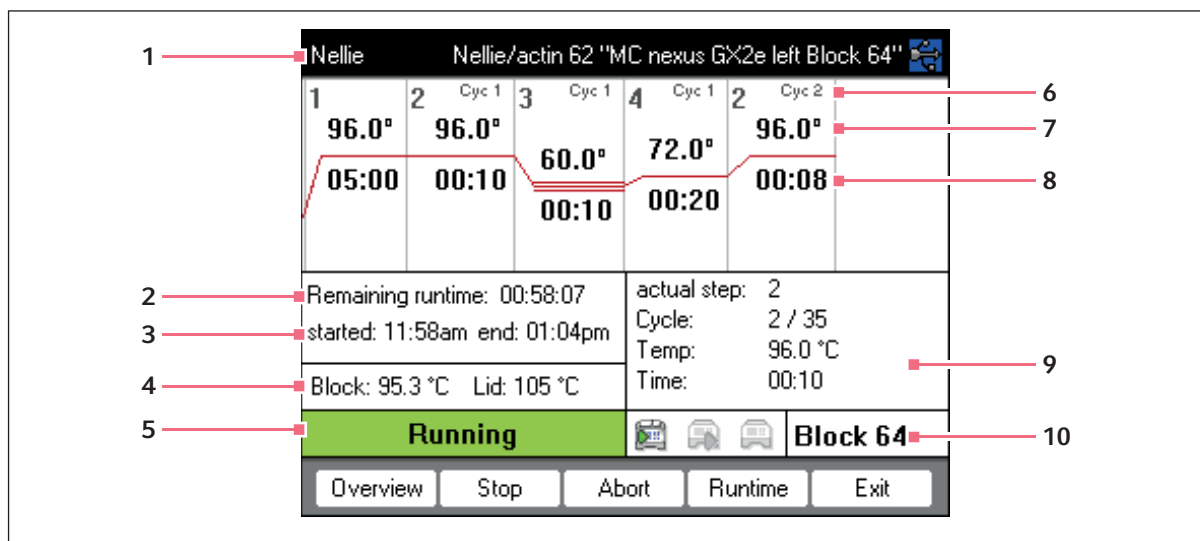 1 Nellie Nellie/actin 62 "MC nexus GX2e left Block 64"
1 2 Cyc 1 3 Cyc 1 4 Cyc 1 2 Cyc 2 6
96.0° 96.0° 60.0° 72.0° 96.0° 7
05:00 00:10 00:10 00:20 00:08 8
2 Remaining runtime: 00:58:07
3 started: 11:58am end: 01:04pm
4 Block: 95.3 °C Lid: 105 °C
actual step: 2
Cycle: 2 / 35
Temp: 96.0 °C
Time: 00:10
9
5 Running
Block 64 10
Overview Stop Abort Runtime Exit